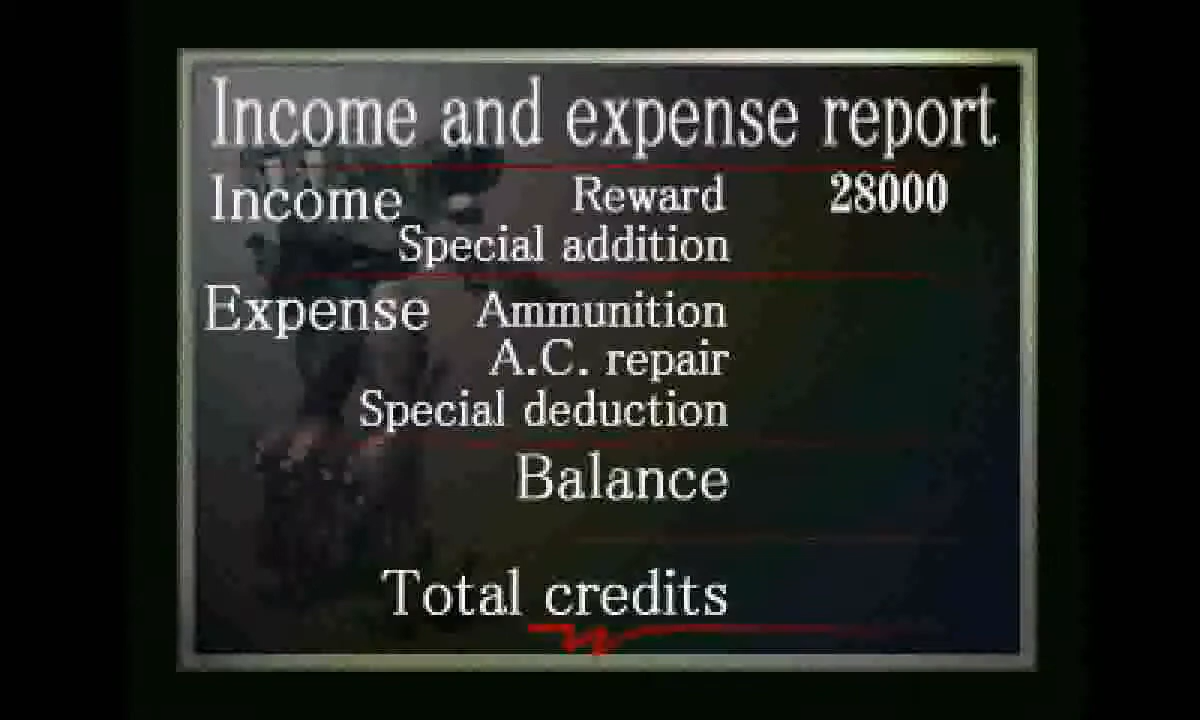 Income and expense report
Income Reward 28000
Special addition
Expense Ammunition
A.C. repair
Special deduction
Balance
Total credits